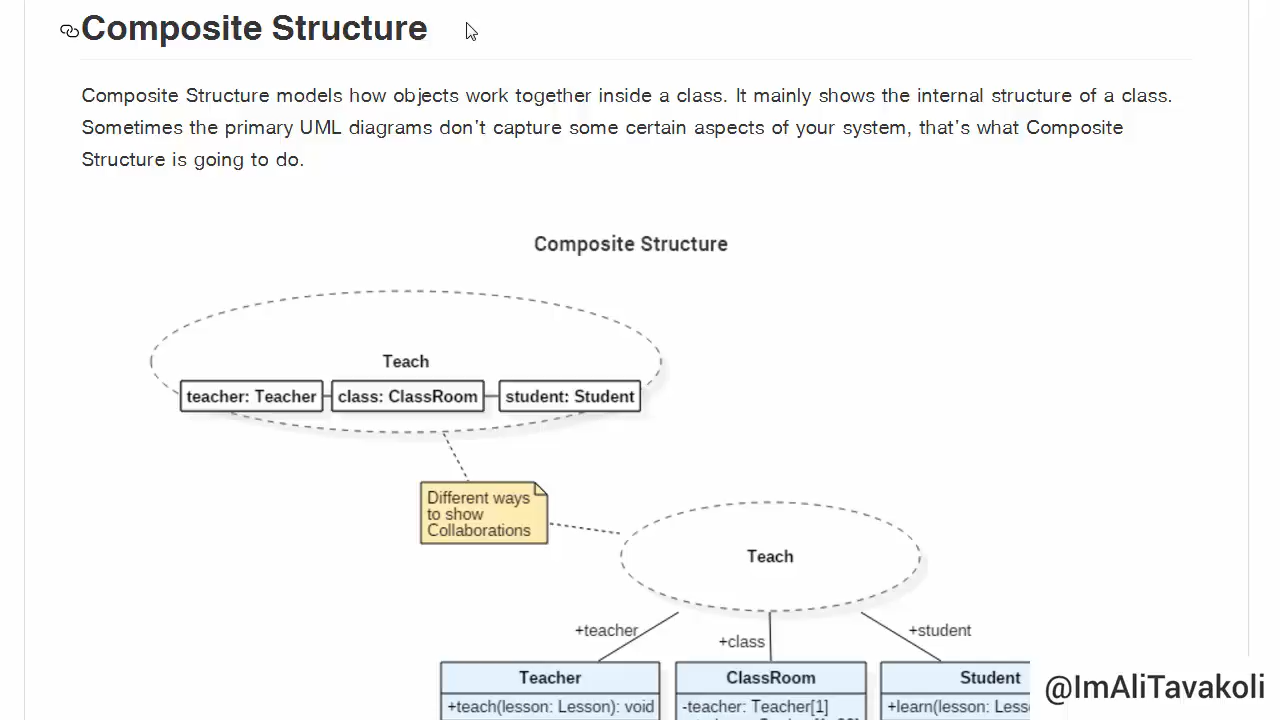 Composite Structure
Composite Structure models how objects work together inside a class. It mainly shows the internal structure of a class.
Sometimes the primary UML diagrams don't capture some certain aspects of your system, that's what Composite
Structure is going to do.
Composite Structure
Teach
teacher: Teacher
class: ClassRoom
student: Student
Different ways
to show
Collaborations
Teach
+teacher
+class
+student
Teacher
ClassRoom
Student
+teach(lesson: Lesson): void
-teacher: Teacher[1]
+learn(lesson: Less
@ImAliTavakoli